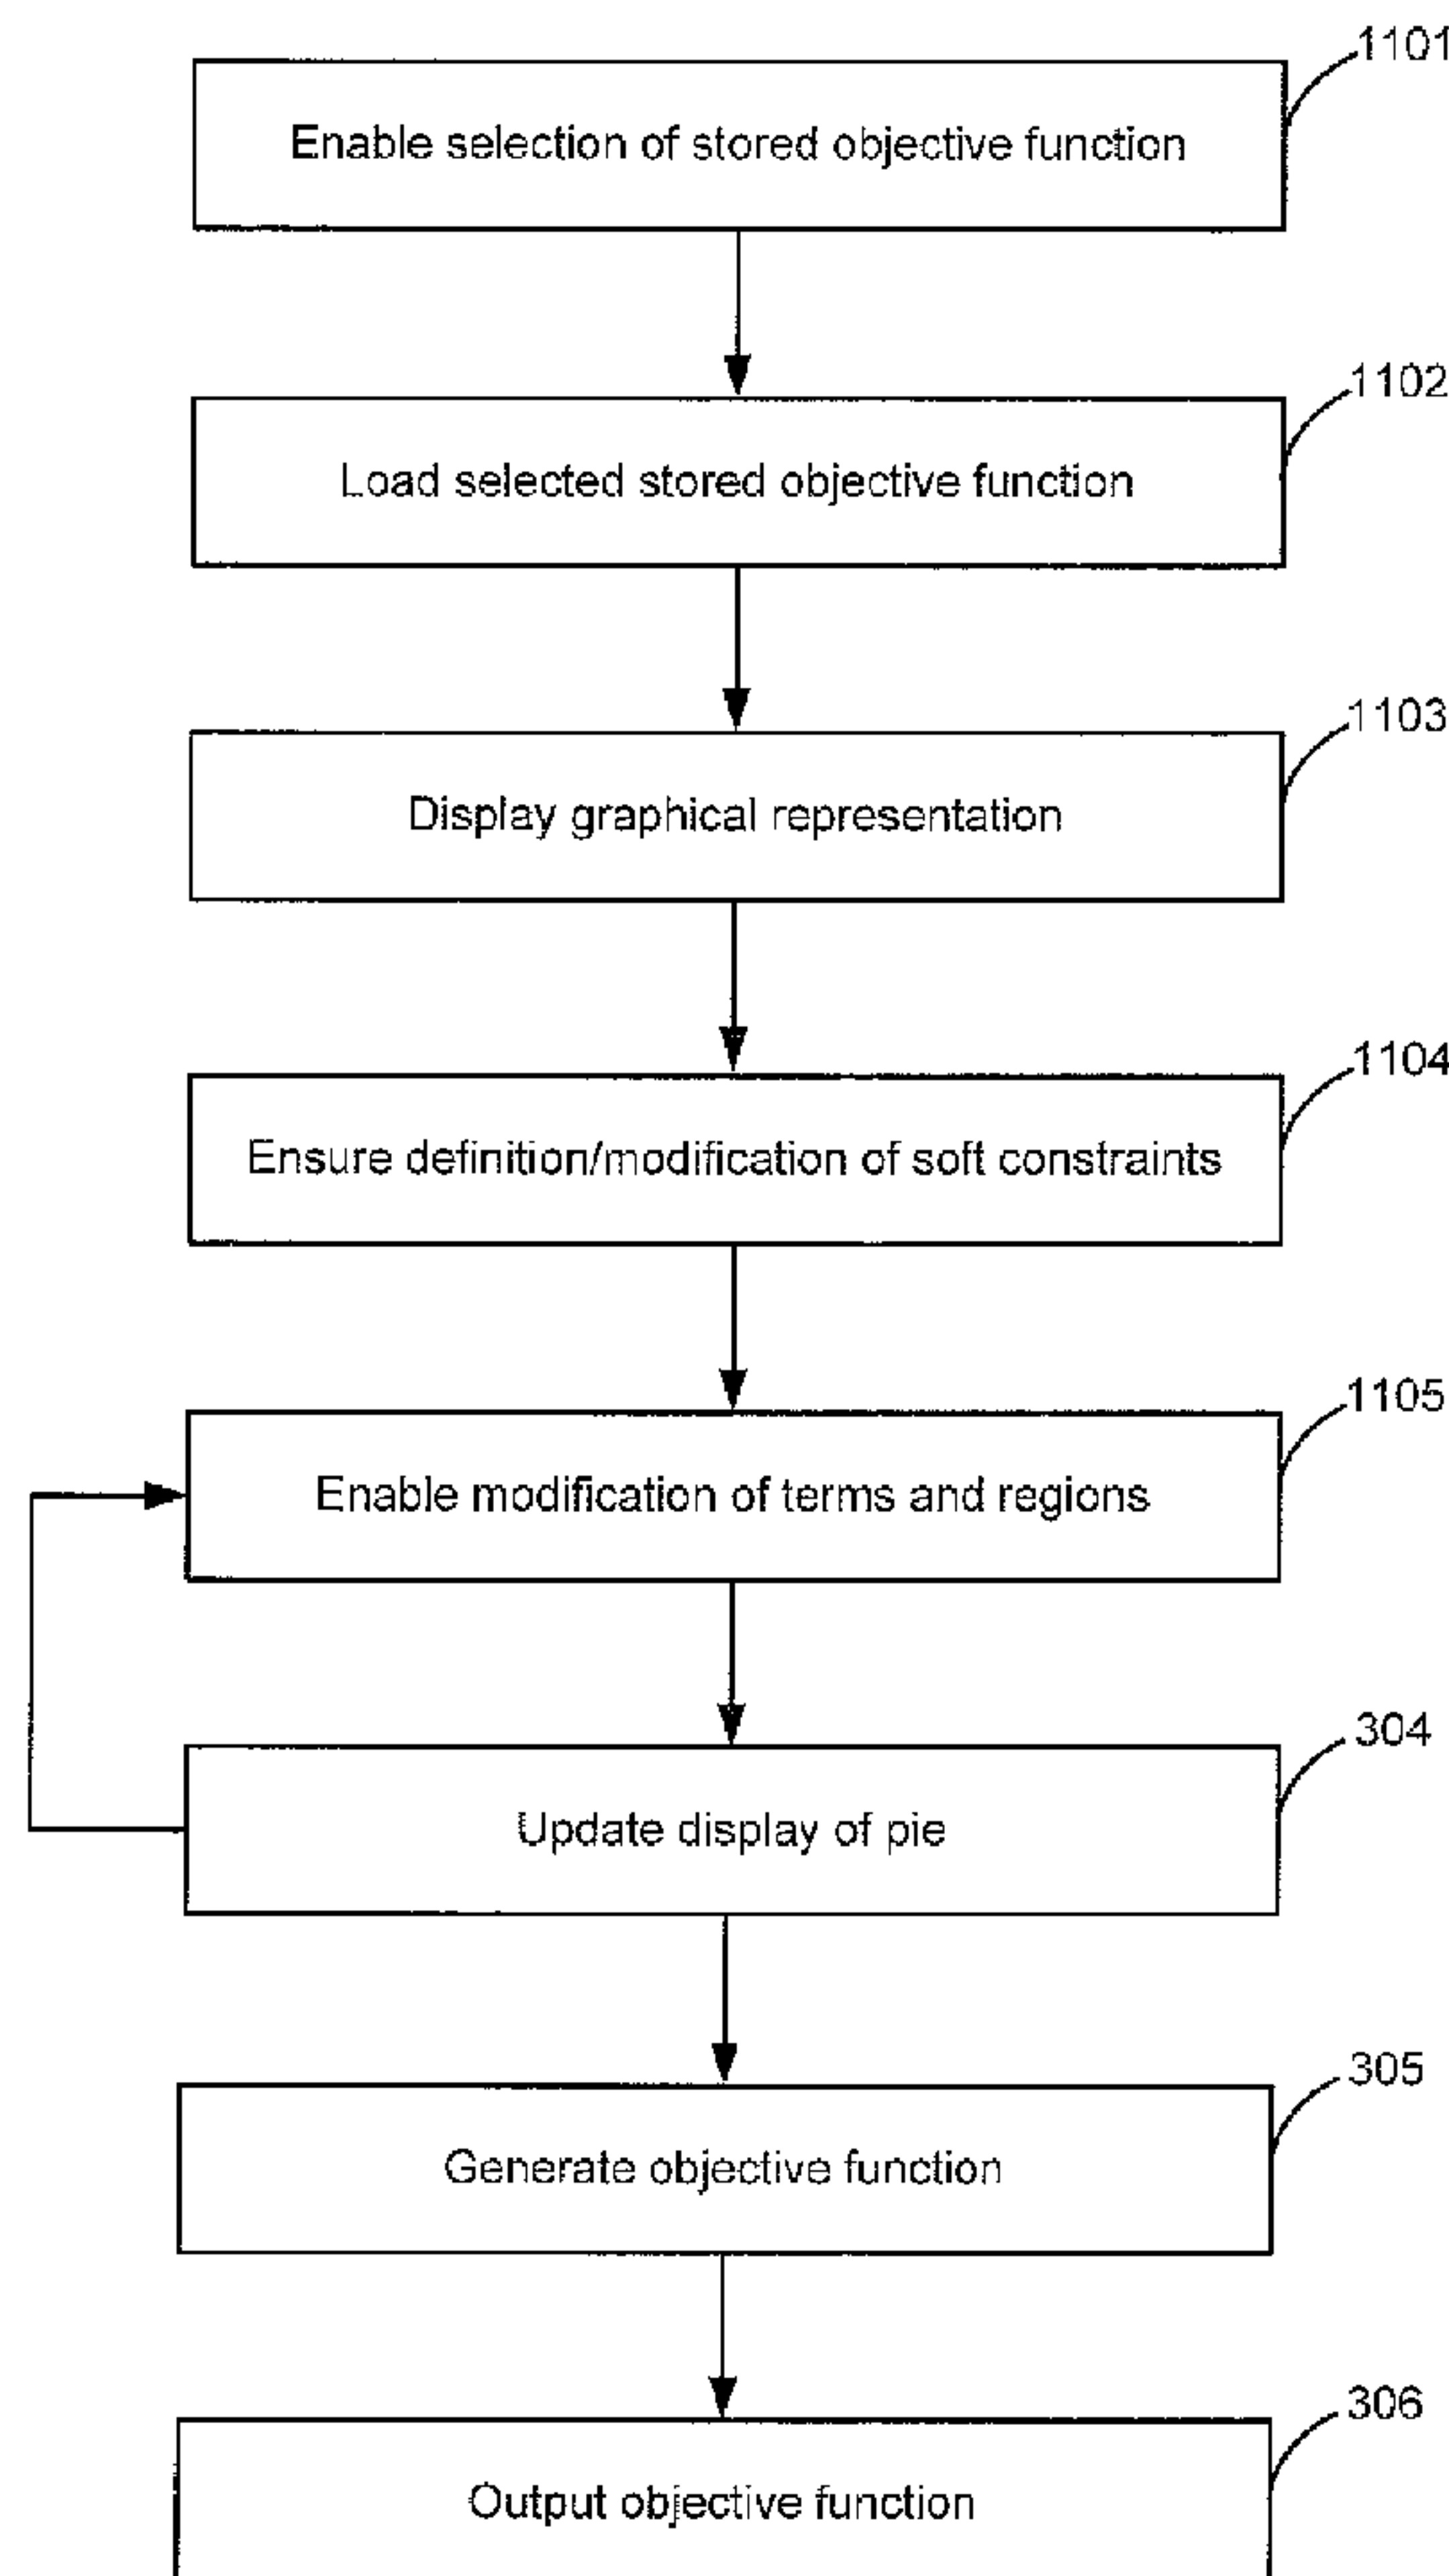 1101
Enable selection of stored objective function
1102
Load selected stored objective function
1103
Display graphical representation
1104
Ensure definition/modification of soft constraints
1105
Enable modification of terms and regions
304
Update display of pie
305
Generate objective function
306
Output objective function